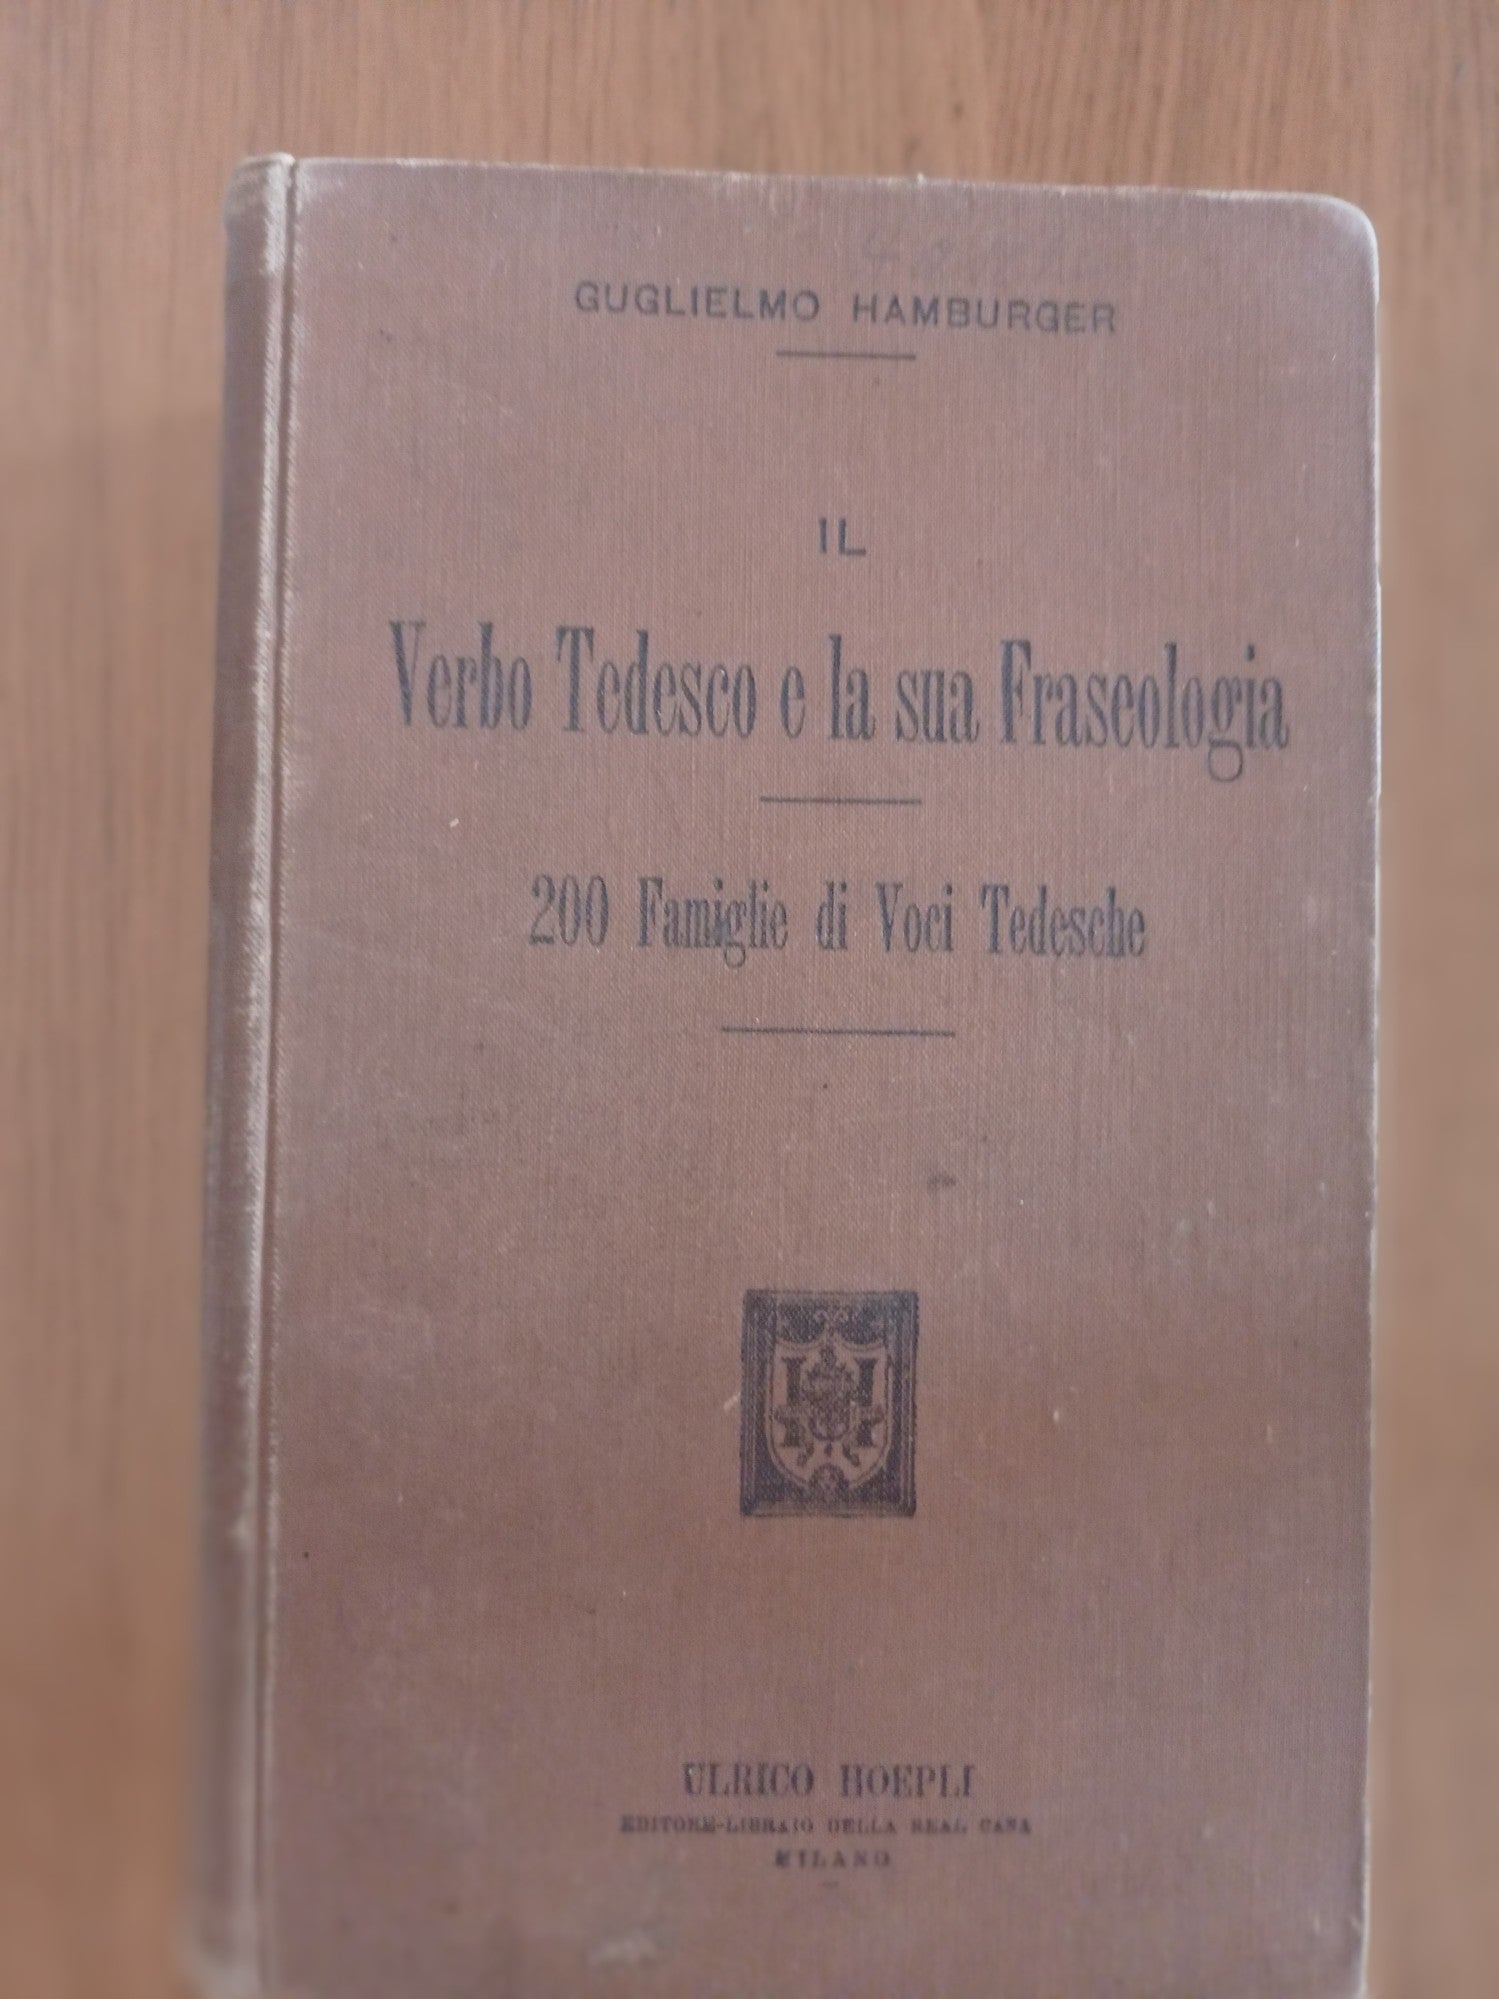 GUGLIELMO HAMBURGER
IL
Verbo Tedesco e la sua Fraseologia
200 Famiglie di Voci Tedesche
H
ULRICO HOEPLI
EDITORE-LIBRAIO DELLA REAL CASA
MILANO